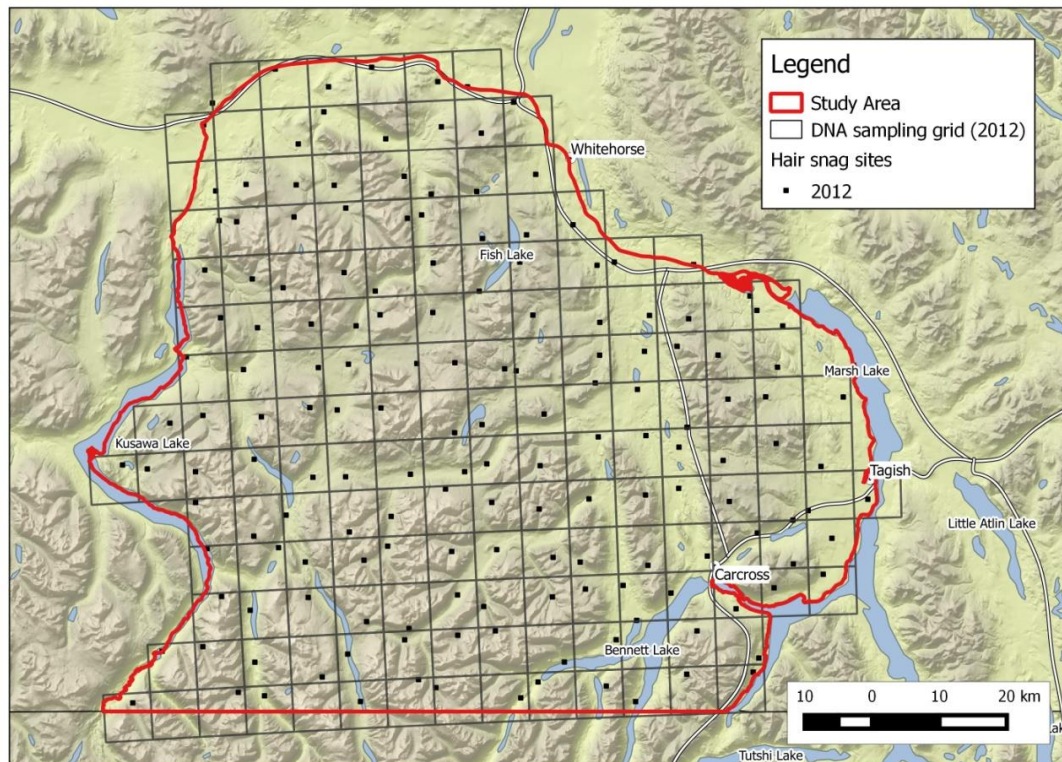 Legend
Study Area
DNA sampling grid (2012)
Hair snag sites
2012
Whitehorse
Fish Lake
Marsh Lake
Kusawa Lake
Tagish
Little Atlin Lake
Carcross
Bennett Lake
10 0 10 20 km
Tutshi Lake